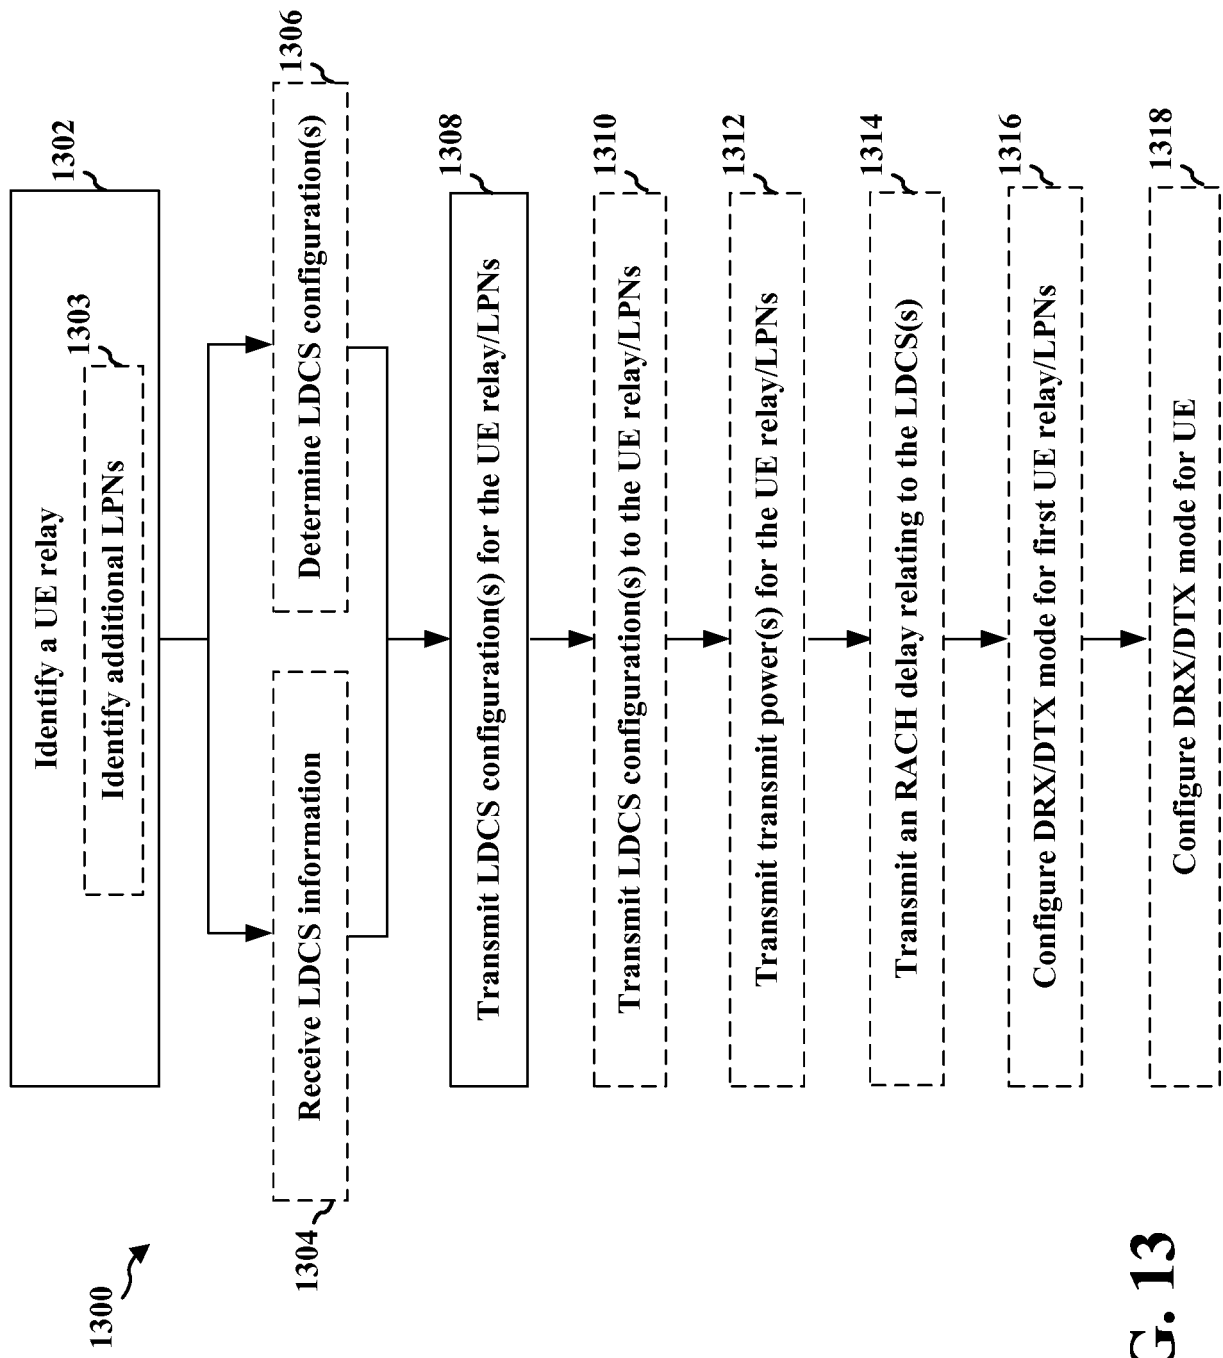 1300
1302
Identify a UE relay
1303
Identify additional LPNs
1304
Receive LDCS information
1306
Determine LDCS configuration(s)
1308
Transmit LDCS configuration(s) for the UE relay/LPNs
1310
Transmit LDCS configuration(s) to the UE relay/LPNs
1312
Transmit transmit power(s) for the UE relay/LPNs
1314
Transmit an RACH delay relating to the LDCS(s)
1316
Configure DRX/DTX mode for first UE relay/LPNs
1318
Configure DRX/DTX mode for UE
G. 13